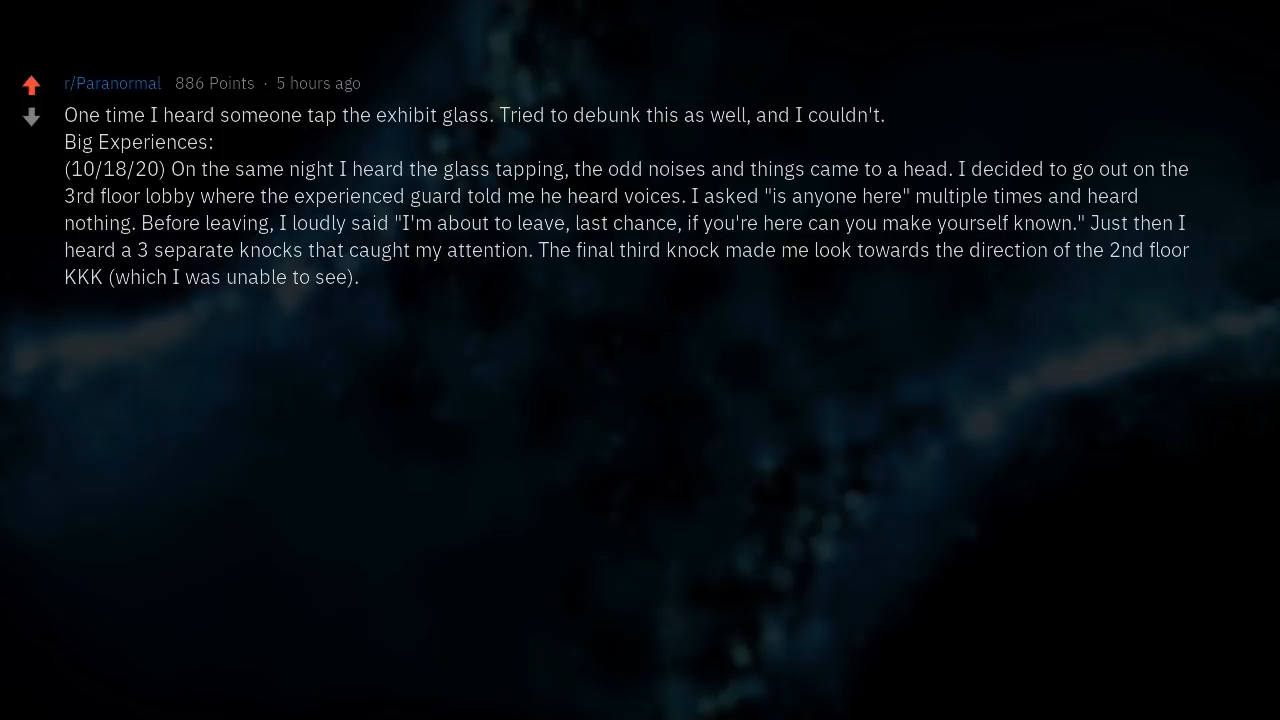 r/Paranormal 886 Points · 5 hours ago
One time I heard someone tap the exhibit glass. Tried to debunk this as well, and I couldn't.
Big Experiences:
(10/18/20) On the same night I heard the glass tapping, the odd noises and things came to a head. I decided to go out on the
3rd floor lobby where the experienced guard told me he heard voices. I asked "is anyone here" multiple times and heard
nothing. Before leaving, I loudly said "I'm about to leave, last chance, if you're here can you make yourself known." Just then I
heard a 3 separate knocks that caught my attention. The final third knock made me look towards the direction of the 2nd floor
KKK (which I was unable to see).